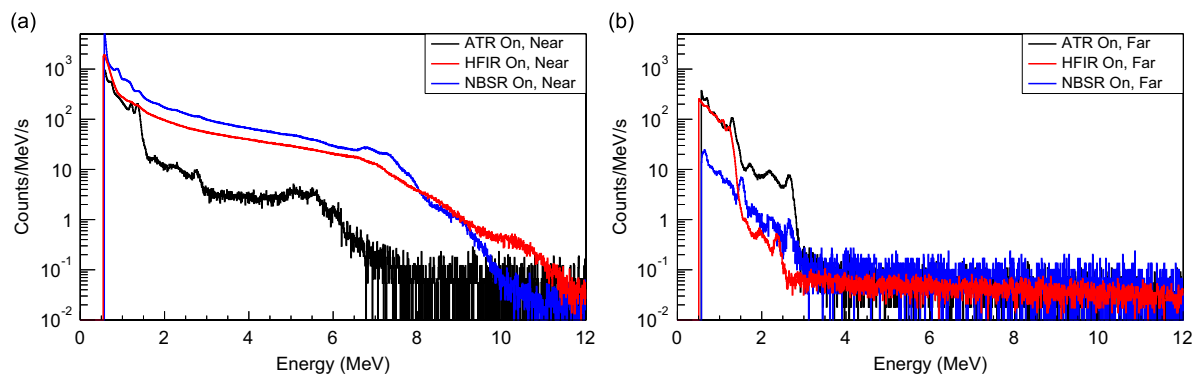 (a)
ATR On, Near
HFIR On, Near
NBSR On, Near
Counts/MeV/s
10³
10²
10
1
10⁻¹
10⁻²
0 2 4 6 8 10 12
Energy (MeV)
(b)
ATR On, Far
HFIR On, Far
NBSR On, Far
Counts/MeV/s
10³
10²
10
1
10⁻¹
10⁻²
0 2 4 6 8 10 12
Energy (MeV)